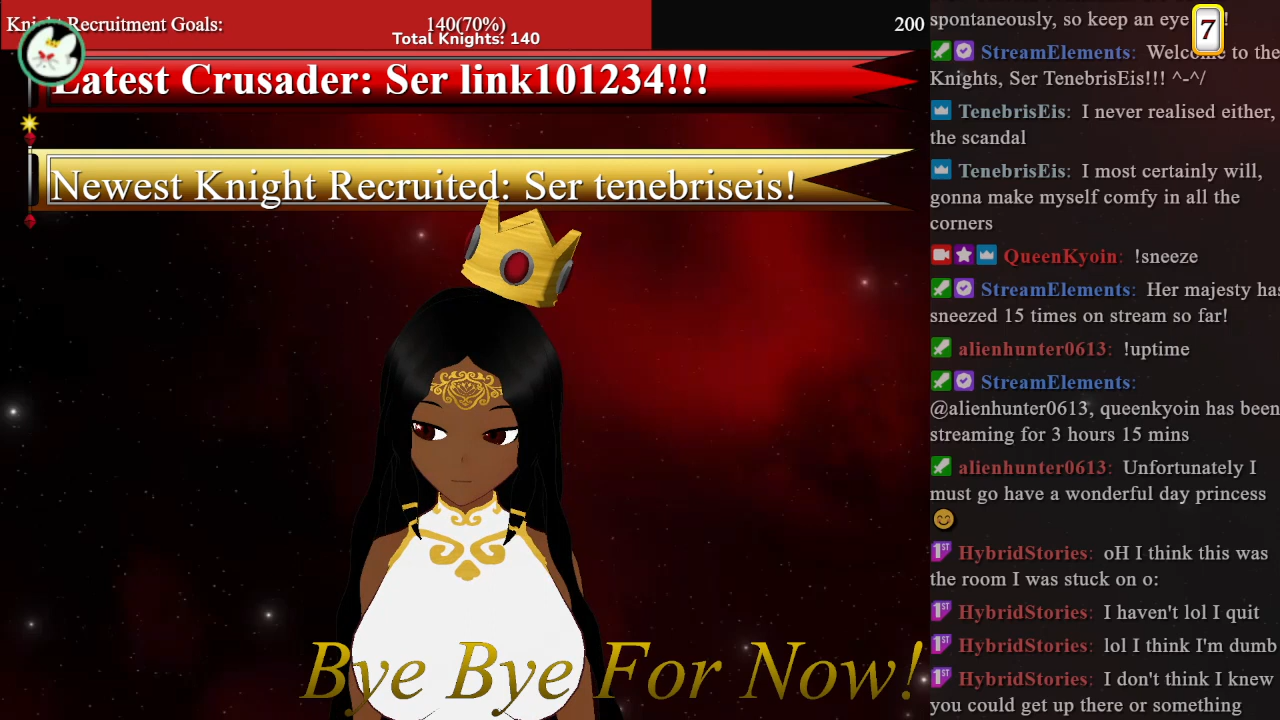 Knight Recruitment Goals:
140(70%)
200
Total Knights: 140
Latest Crusader: Ser link101234!!!
Newest Knight Recruited: Ser tenebriseis!
Bye Bye For Now!
7
spontaneously, so keep an eye
StreamElements: Welcome to the
Knights, Ser TenebrisEis!!! ^-^/
TenebrisEis: I never realised either,
the scandal
TenebrisEis: I most certainly will,
gonna make myself comfy in all the
corners
QueenKyoin: !sneeze
StreamElements: Her majesty has
sneezed 15 times on stream so far!
alienhunter0613: !uptime
StreamElements:
@alienhunter0613, queenkyoin has been
streaming for 3 hours 15 mins
alienhunter0613: Unfortunately I
must go have a wonderful day princess
1ST HybridStories: oH I think this was
the room I was stuck on o:
1ST HybridStories: I haven't lol I quit
1ST HybridStories: lol I think I'm dumb
1ST HybridStories: I don't think I knew
you could get up there or something